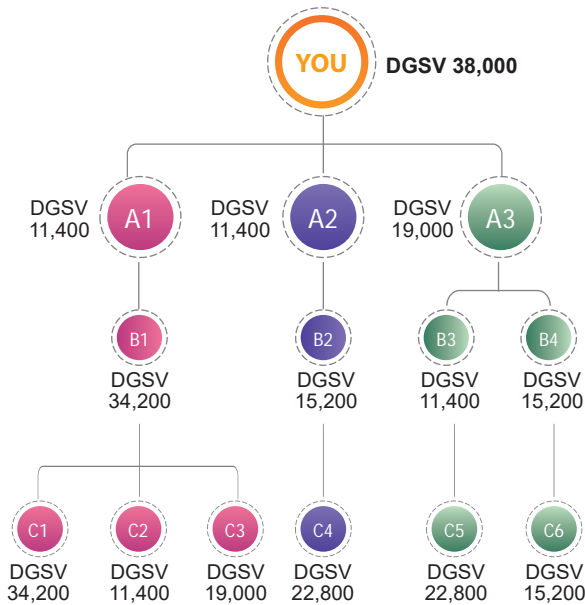 YOU
DGSV 38,000
DGSV
11,400
A1
DGSV
11,400
A2
DGSV
19,000
A3
B1
DGSV
34,200
B2
DGSV
15,200
B3
DGSV
11,400
B4
DGSV
15,200
C1
DGSV
34,200
C2
DGSV
11,400
C3
DGSV
19,000
C4
DGSV
22,800
C5
DGSV
22,800
C6
DGSV
15,200